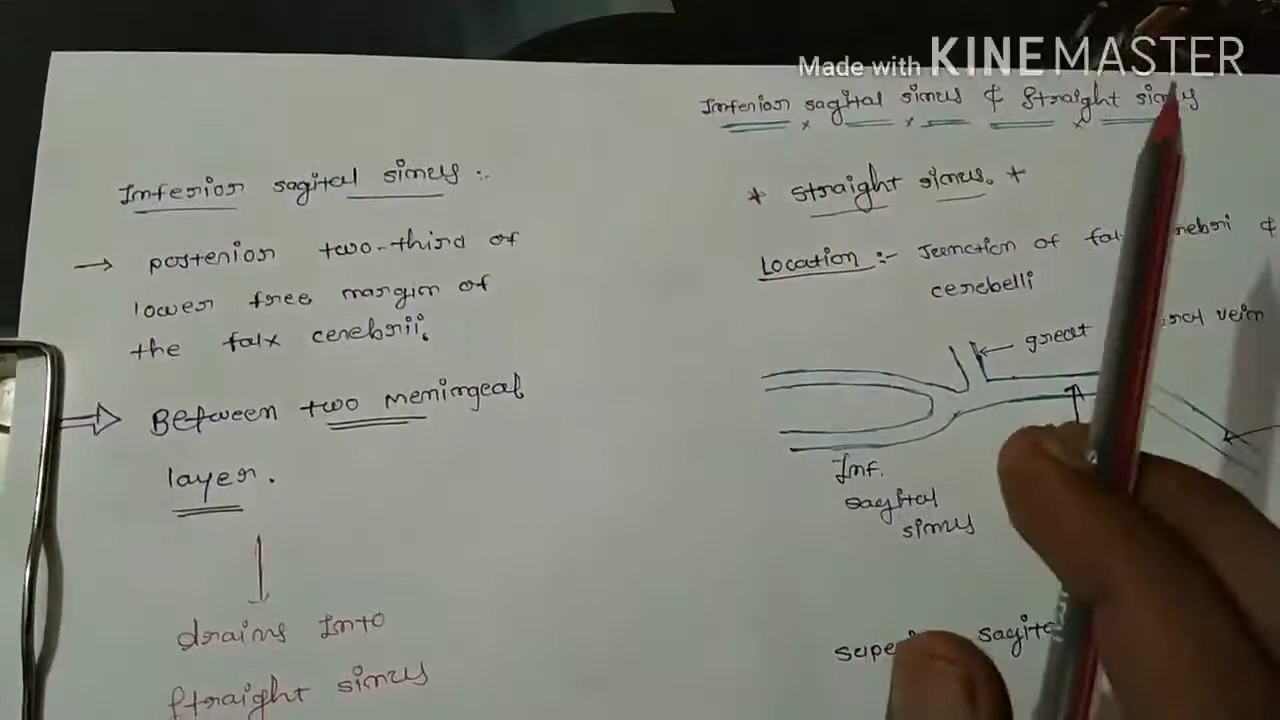 Made with KINEMASTER
Inferior sagital sinus & straight sinus
Inferior sagital sinus :-
→ posterior two-third of
lower free margin of
the falx cerebrii.
⇒ Between two meningeal
layer.
drains Into
straight sinus
* straight sinus. *
Location :- Junction of &
cerebelli
great vein
Inf.
sagital
sinus